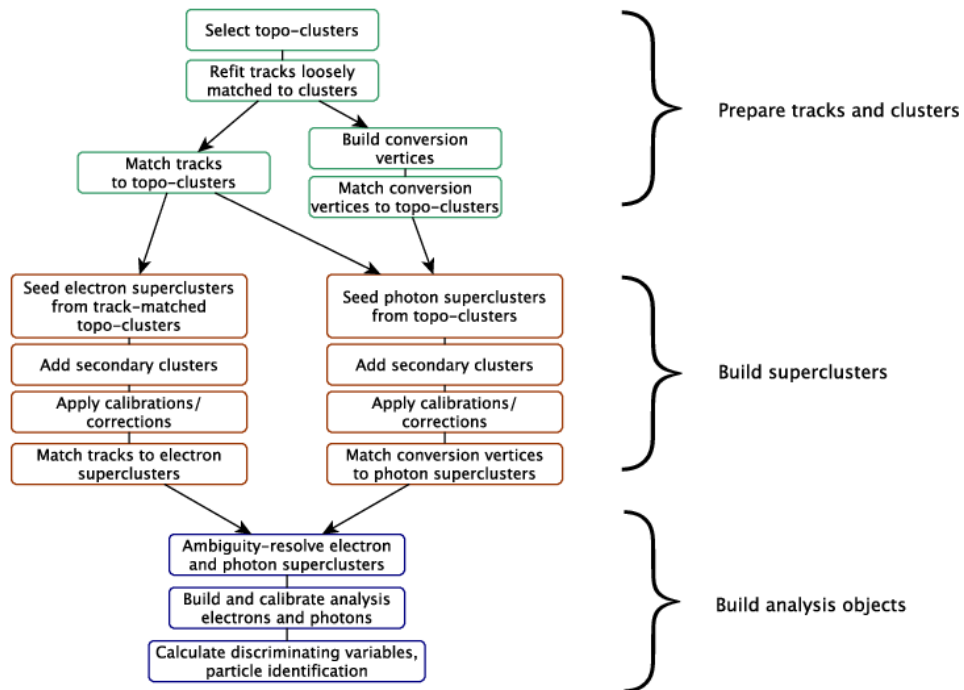 Select topo-clusters
Refit tracks loosely
matched to clusters
Build conversion
vertices
Match tracks
to topo-clusters
Match conversion
vertices to topo-clusters
Prepare tracks and clusters
Seed electron superclusters
from track-matched
topo-clusters
Add secondary clusters
Apply calibrations/
corrections
Match tracks to electron
superclusters
Seed photon superclusters
from topo-clusters
Add secondary clusters
Apply calibrations/
corrections
Match conversion vertices
to photon superclusters
Build superclusters
Ambiguity-resolve electron
and photon superclusters
Build and calibrate analysis
electrons and photons
Calculate discriminating variables,
particle identification
Build analysis objects